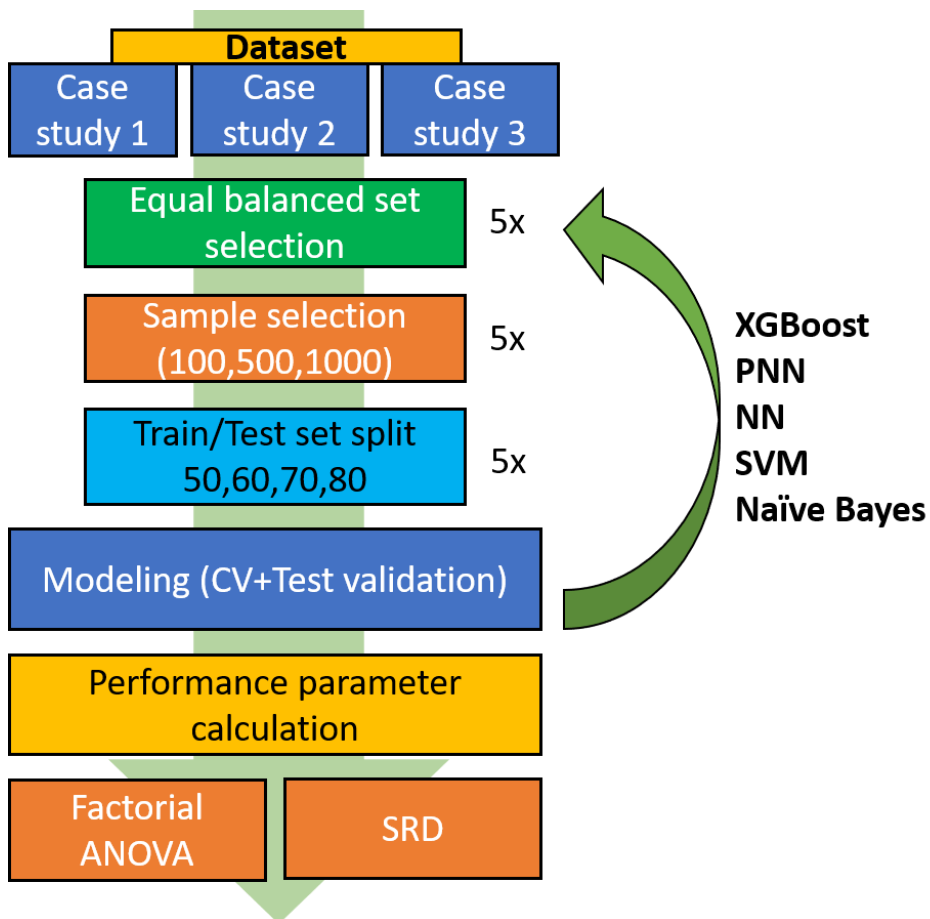 Dataset
Case
study 1
Case
study 2
Case
study 3
Equal balanced set
selection
5x
Sample selection
(100,500,1000)
5x
Train/Test set split
50,60,70,80
5x
XGBoost
PNN
NN
SVM
Naïve Bayes
Modeling (CV+Test validation)
Performance parameter
calculation
Factorial
ANOVA
SRD